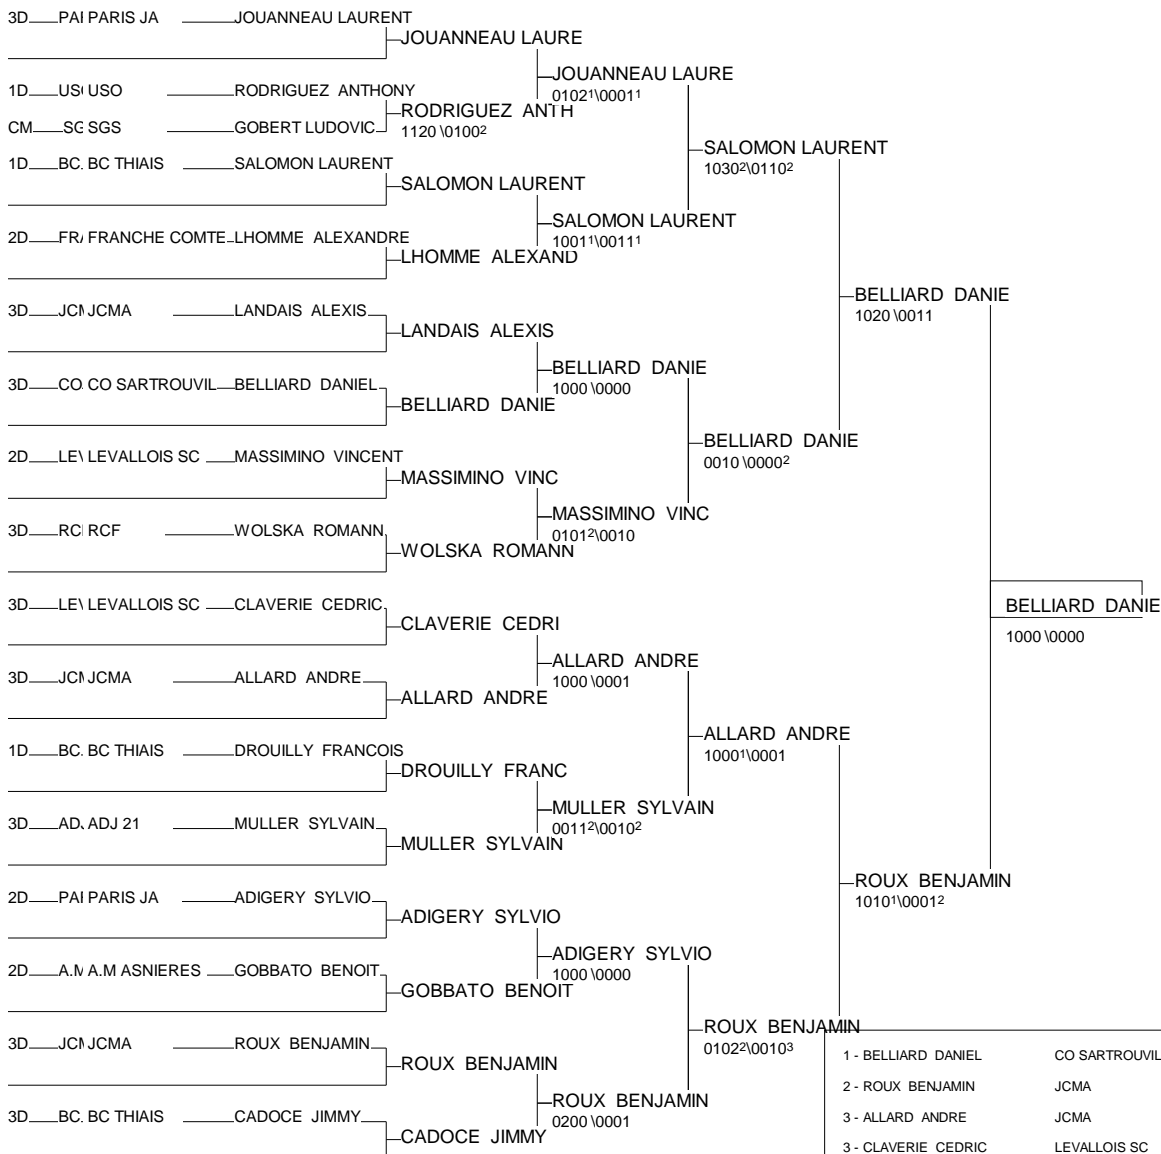 3D PAI PARIS JA JOUANNEAU LAURENT
JOUANNEAU LAURE
JOUANNEAU LAURE
0102¹\0001¹
1D USO RODRIGUEZ ANTHONY
RODRIGUEZ ANTH
1120 \0100²
CM SG SGS GOBERT LUDOVIC
SALOMON LAURENT
1030²\0110²
1D BC. BC THIAIS SALOMON LAURENT
SALOMON LAURENT
SALOMON LAURENT
1001¹\0011¹
2D FR FRANCHE COMTE LHOMME ALEXANDRE
LHOMME ALEXAND
BELLIARD DANIE
1020 \0011
3D JCM JCMA LANDAIS ALEXIS
LANDAIS ALEXIS
BELLIARD DANIE
1000 \0000
3D CO. CO SARTROUVIL BELLIARD DANIEL
BELLIARD DANIE
BELLIARD DANIE
0010 \0000²
2D LEV LEVALLOIS SC MASSIMINO VINCENT
MASSIMINO VINC
MASSIMINO VINC
0101²\0010
3D RC RCF WOLSKA ROMANN
WOLSKA ROMANN
3D LEV LEVALLOIS SC CLAVERIE CEDRIC
BELLIARD DANIE
1000 \0000
CLAVERIE CEDRI
ALLARD ANDRE
1000 \0001
3D JCM JCMA ALLARD ANDRE
ALLARD ANDRE
ALLARD ANDRE
1000¹\0001
1D BC. BC THIAIS DROUILLY FRANCOIS
DROUILLY FRANC
MULLER SYLVAIN
0011²\0010²
3D ADJ ADJ 21 MULLER SYLVAIN
MULLER SYLVAIN
ROUX BENJAMIN
1010¹\0001²
2D PAI PARIS JA ADIGERY SYLVIO
ADIGERY SYLVIO
ADIGERY SYLVIO
1000 \0000
2D A.M A.M ASNIERES GOBBATO BENOIT
GOBBATO BENOIT
ROUX BENJAMIN
0102²\0010³
3D JCM JCMA ROUX BENJAMIN
ROUX BENJAMIN
ROUX BENJAMIN
0200 \0001
3D BC. BC THIAIS CADOCE JIMMY
CADOCE JIMMY
1 - BELLIARD DANIEL CO SARTROUVIL
2 - ROUX BENJAMIN JCMA
3 - ALLARD ANDRE JCMA
3 - CLAVERIE CEDRIC LEVALLOIS SC